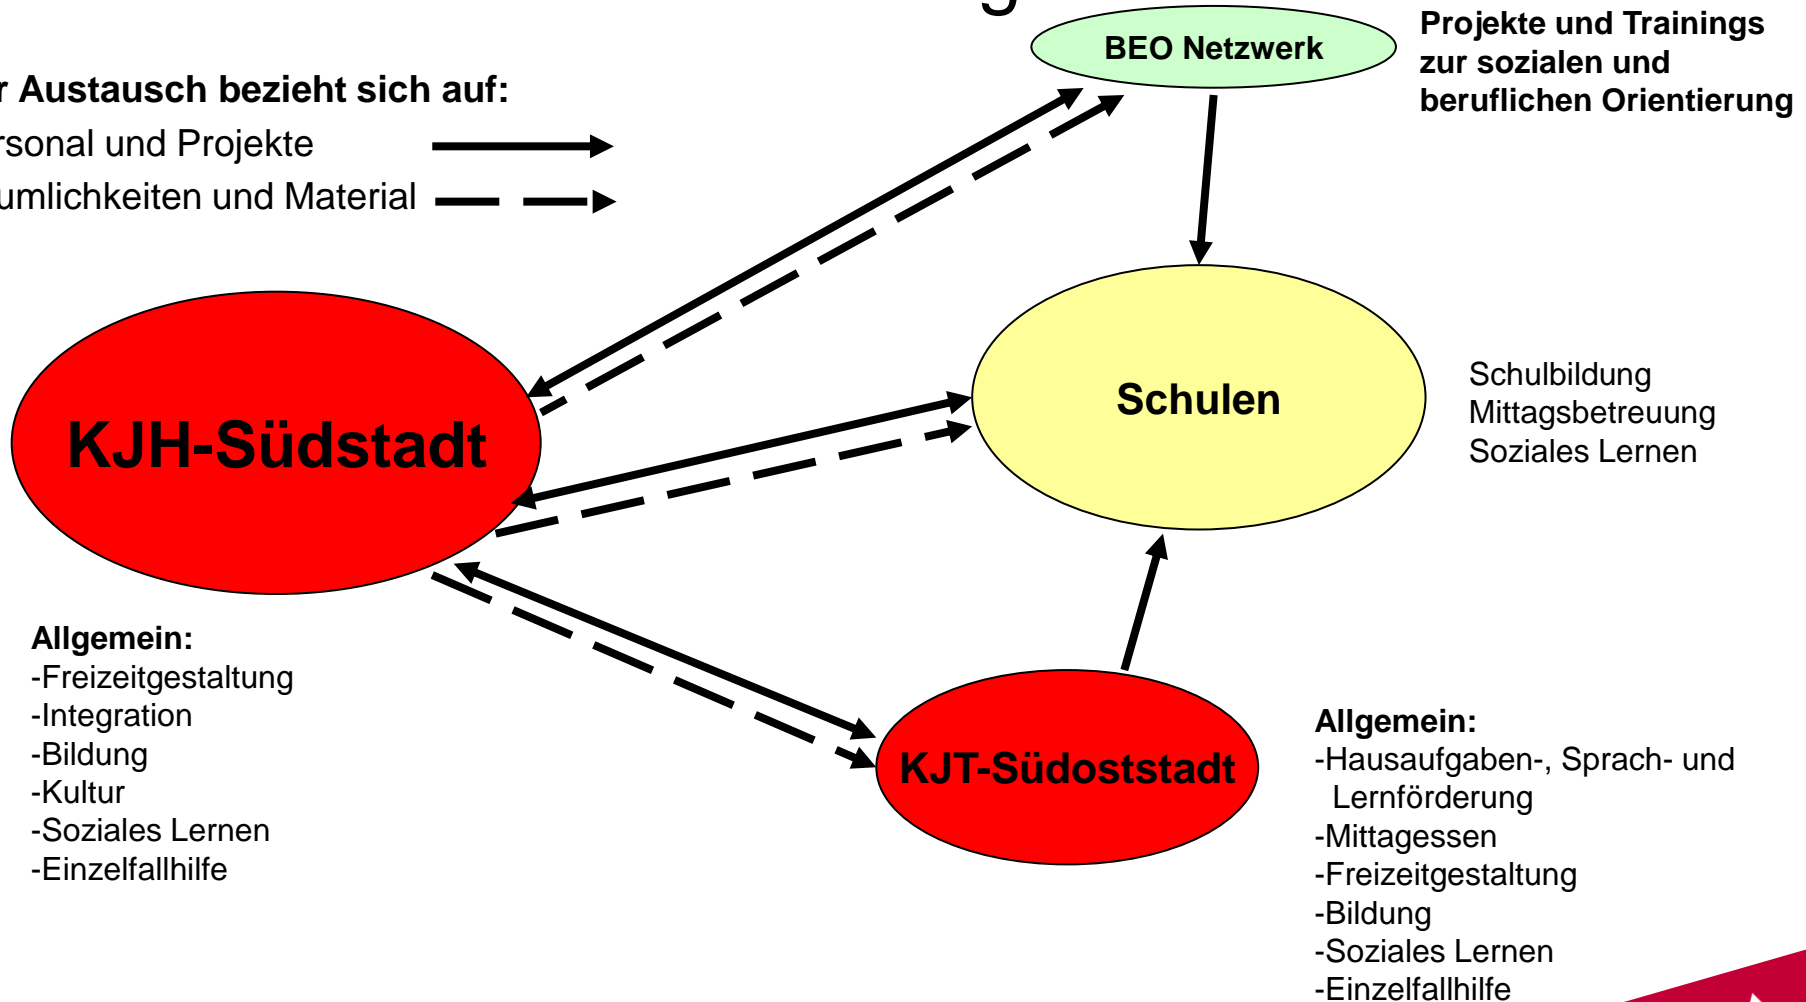 g
BEO Netzwerk
Projekte und Trainings
zur sozialen und
beruflichen Orientierung
r Austausch bezieht sich auf:
rsonal und Projekte
umlichkeiten und Material
KJH-Südstadt
Schulen
Schulbildung
Mittagsbetreuung
Soziales Lernen
Allgemein:
-Freizeitgestaltung
-Integration
-Bildung
-Kultur
-Soziales Lernen
-Einzelfallhilfe
KJT-Südoststadt
Allgemein:
-Hausaufgaben-, Sprach- und
Lernförderung
-Mittagessen
-Freizeitgestaltung
-Bildung
-Soziales Lernen
-Einzelfallhilfe